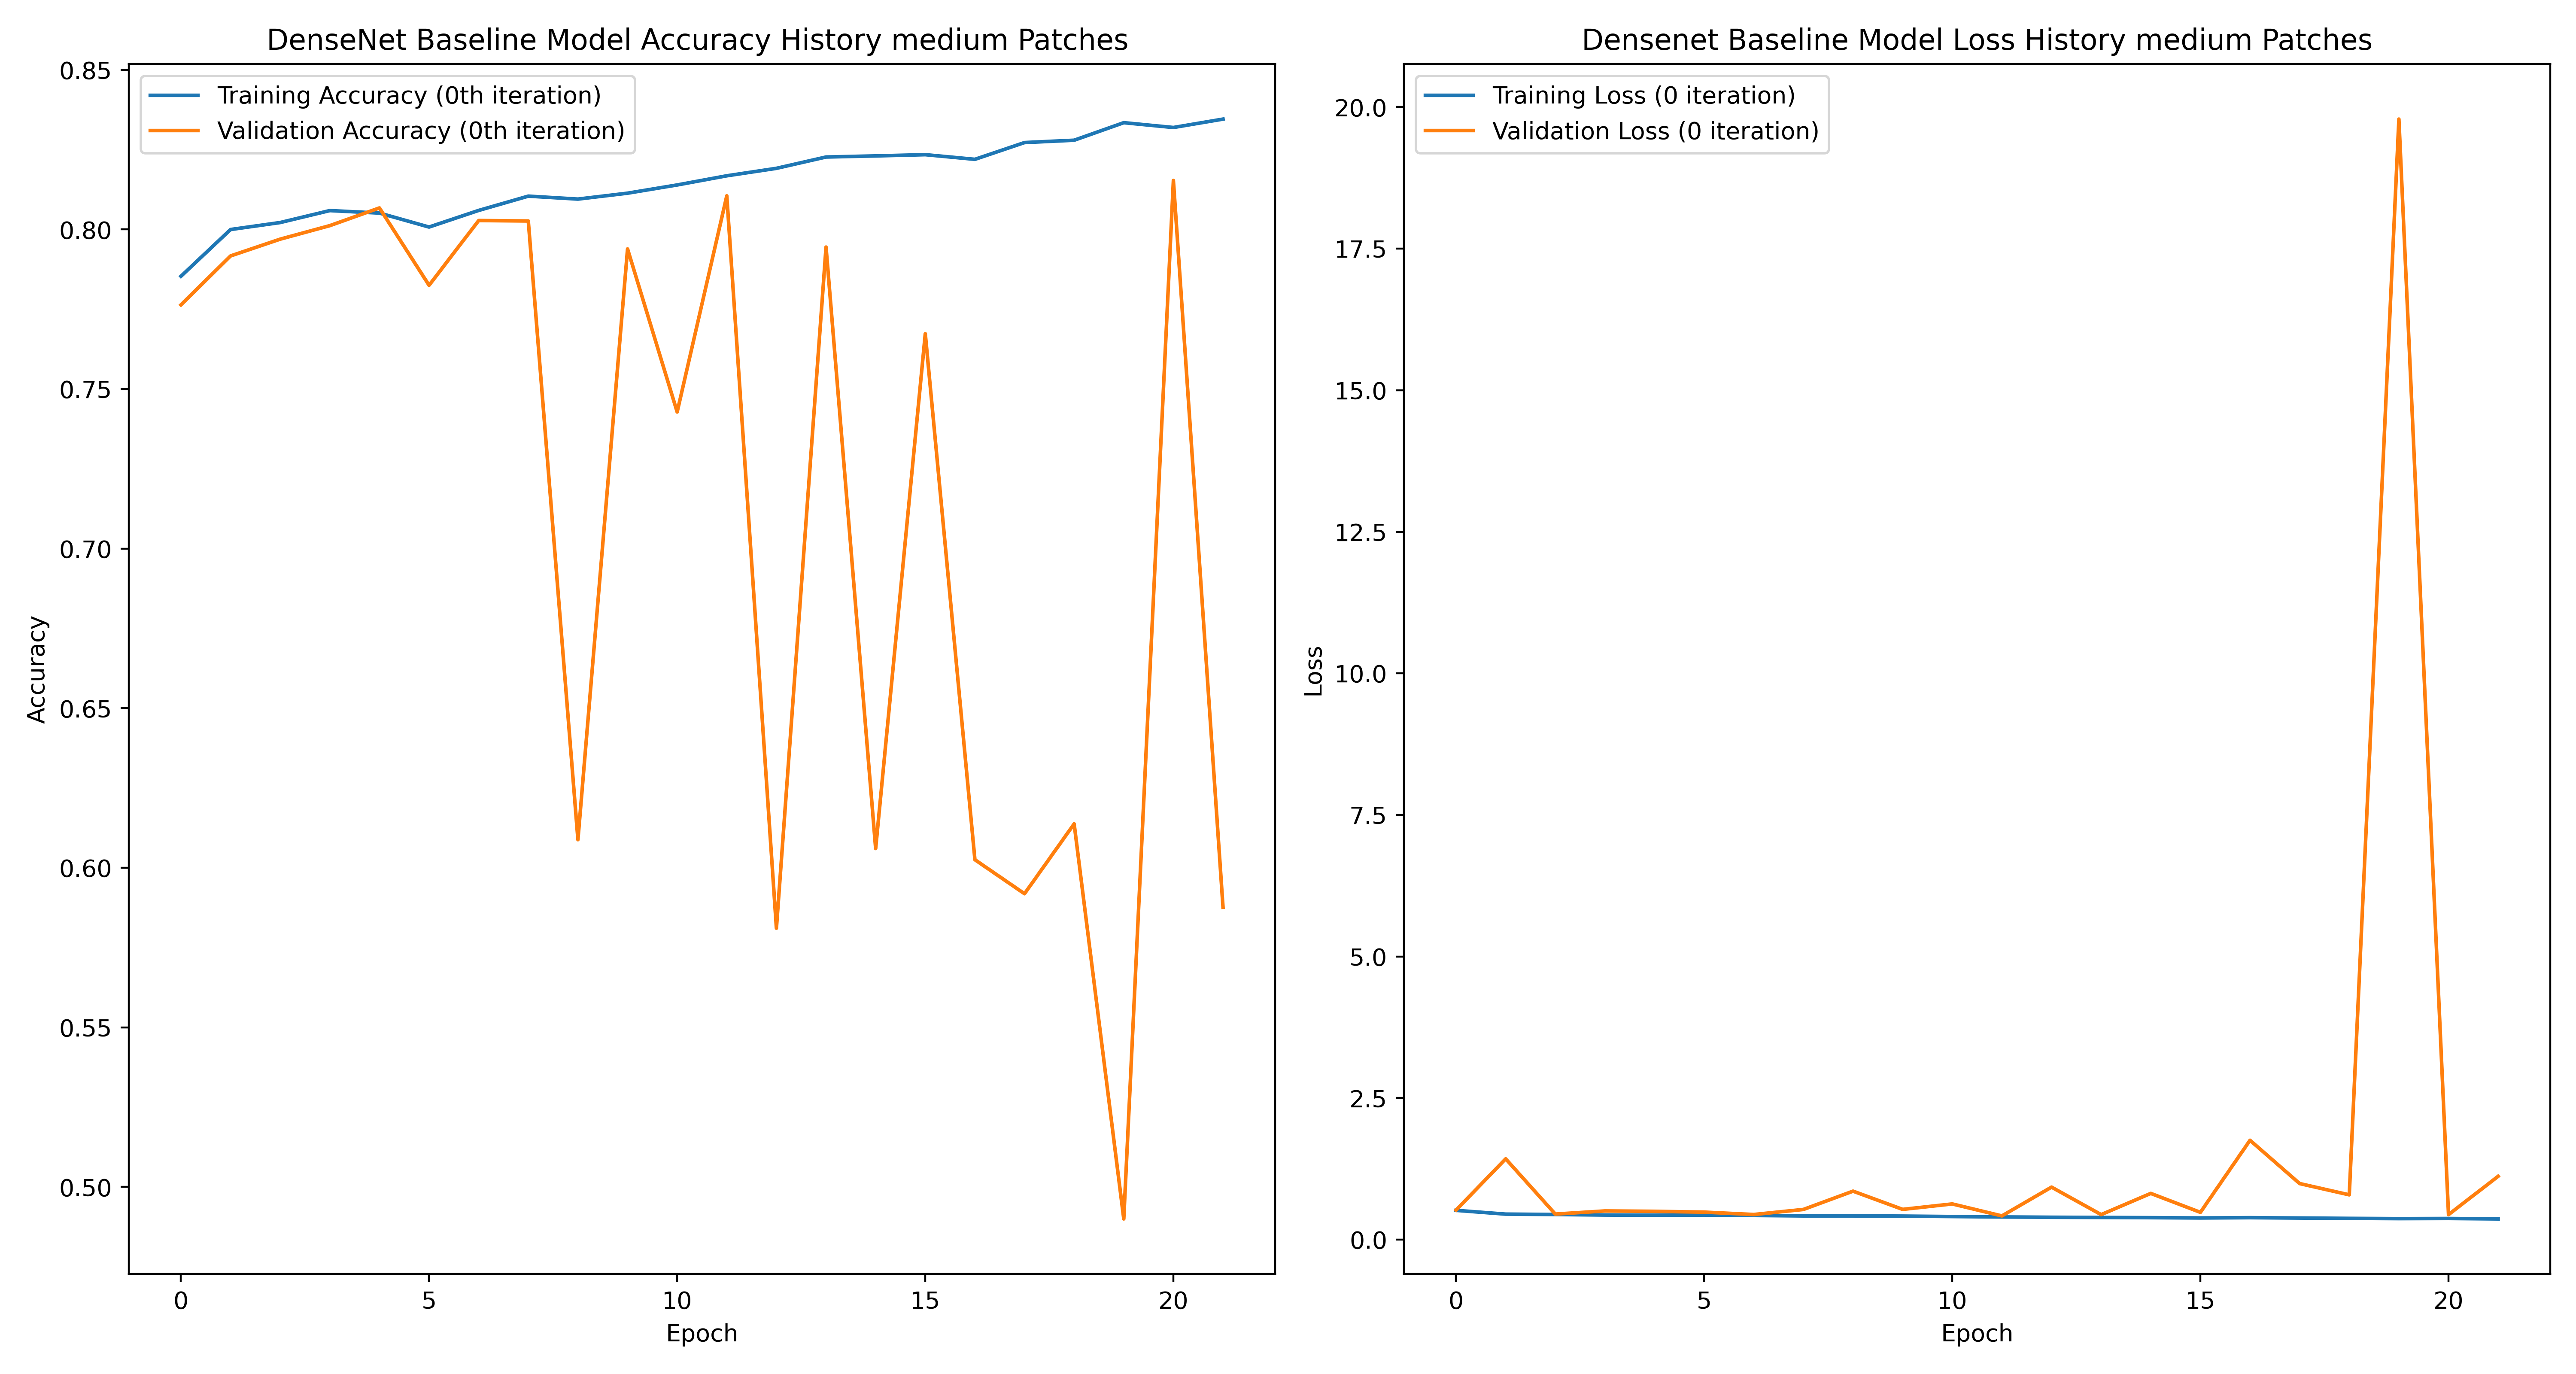 DenseNet Baseline Model Accuracy History medium Patches
Training Accuracy (0th iteration)
Validation Accuracy (0th iteration)
0.85
0.80
0.75
0.70
0.65
0.60
0.55
0.50
Accuracy
0 5 10 15 20
Epoch
Densenet Baseline Model Loss History medium Patches
Training Loss (0 iteration)
Validation Loss (0 iteration)
20.0
17.5
15.0
12.5
10.0
7.5
5.0
2.5
0.0
Loss
0 5 10 15 20
Epoch